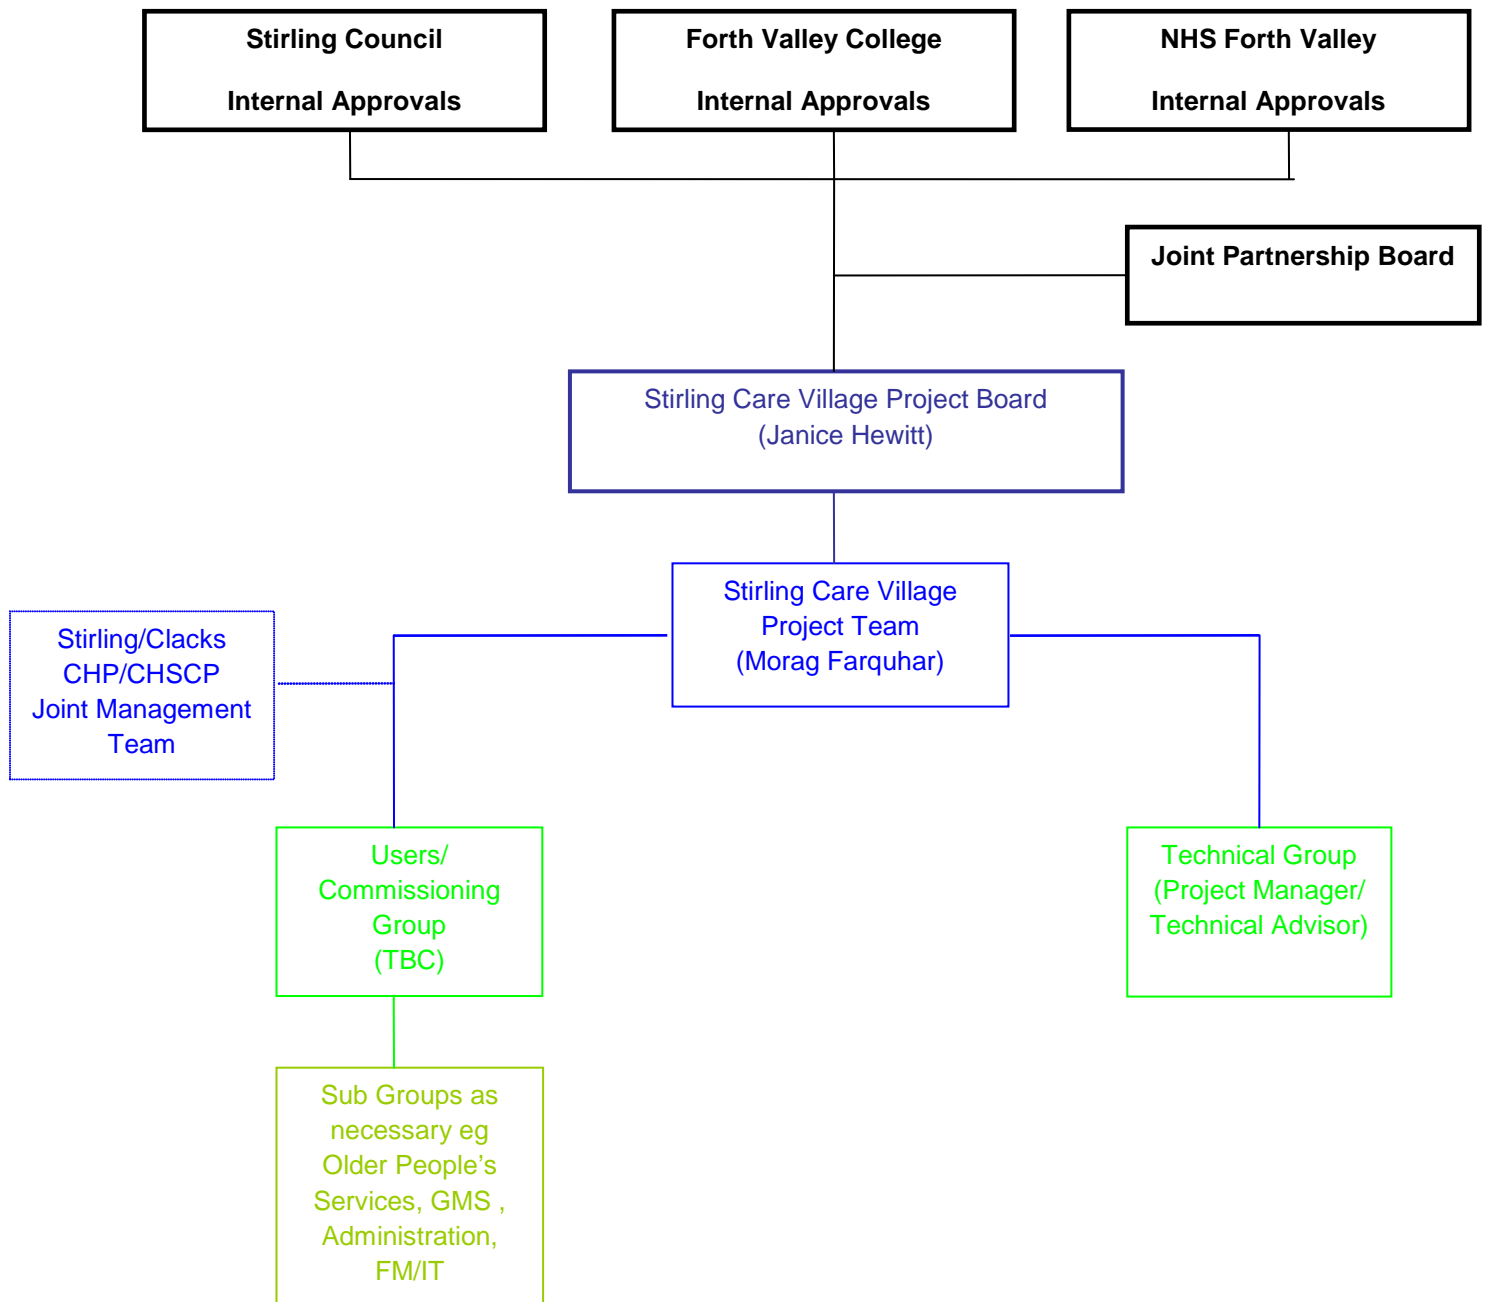 Stirling Council
Internal Approvals
Forth Valley College
Internal Approvals
NHS Forth Valley
Internal Approvals
Joint Partnership Board
Stirling Care Village Project Board
(Janice Hewitt)
Stirling Care Village
Project Team
(Morag Farquhar)
Stirling/Clacks
CHP/CHSCP
Joint Management
Team
Users/
Commissioning
Group
(TBC)
Technical Group
(Project Manager/
Technical Advisor)
Sub Groups as
necessary eg
Older People’s
Services, GMS ,
Administration,
FM/IT